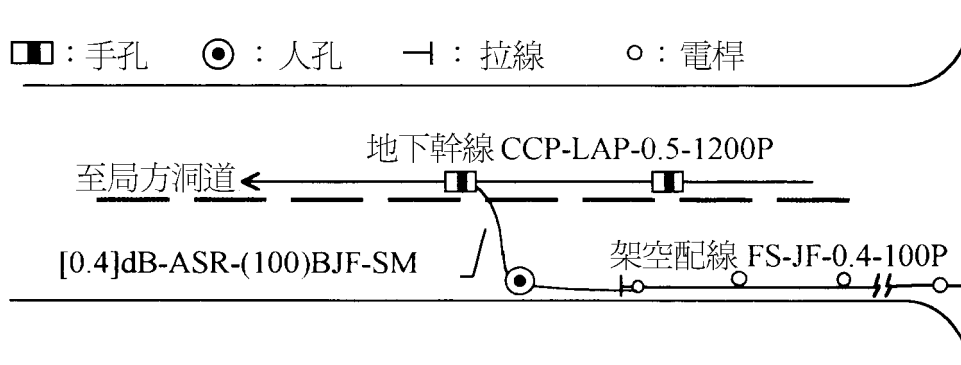 ：手孔 ：人孔 ：拉線 ：電桿
地下幹線 CCP-LAP-0.5-1200P
至局方洞道
[0.4]dB-ASR-(100)BJF-SM
架空配線 FS-JF-0.4-100P